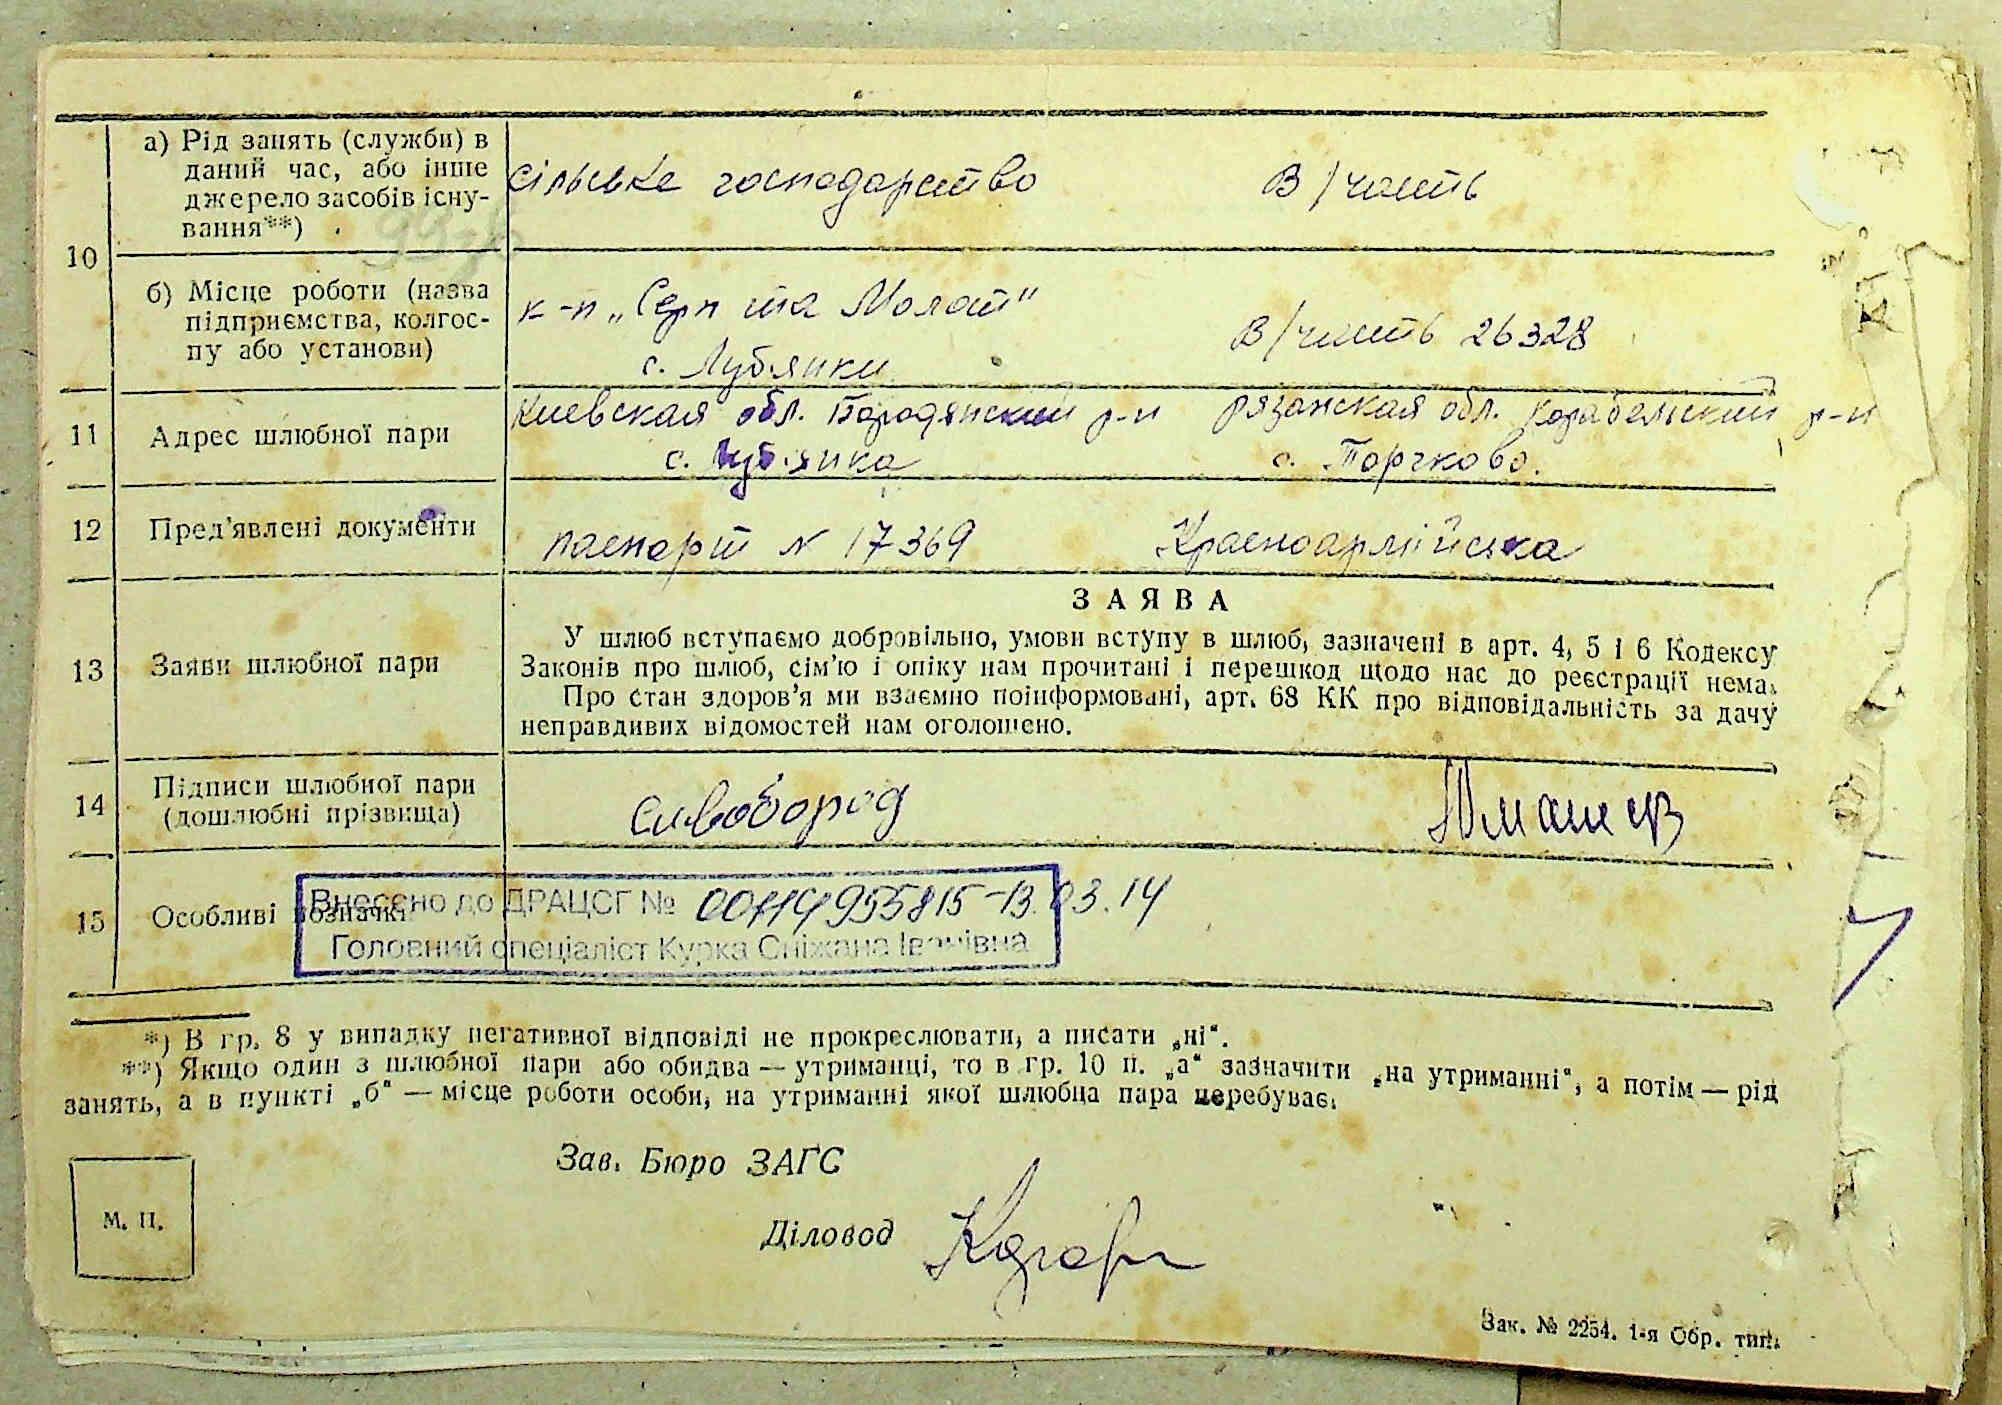 10
а) Рід занять (служби) в
даний час, або інше
джерело засобів існу-
вання**)
сільське господарство
В/часть
б) Місце роботи (назва
підприємства, колгос-
пу або установи)
к-п „Серп та Молот"
с. Лубянки
В/часть 26328
11
Адрес шлюбної пари
Киевская обл. Бородянский р-н
с. Лубянка
рязанская обл. Корабельский р-н
с.
12
Пред'явлені документи
паспорт N 17369
Красноармійська
13
Заяви шлюбної пари
ЗАЯВА
У шлюб вступаємо добровільно, умови вступу в шлюб, зазначені в арт. 4, 5 і 6 Кодексу
Законів про шлюб, сім'ю і опіку нам прочитані і перешкод щодо нас до реєстрації нема.
Про стан здоров'я ми взаємно поінформовані, арт. 68 КК про відповідальність за дачу
неправдивих відомостей нам оголошено.
14
Підписи шлюбної пари
(дошлюбні прізвища)
Сивобород
15
Особливі позначки
Внесено до ДРАЦСГ № 00114955815-13.03.14
Головний спеціаліст Курка Сніжана Іванівна
*) В гр. 8 у випадку негативної відповіді не прокреслювати, а писати „ні“.
**) Якщо один з шлюбної пари або обидва — утриманці, то в гр. 10 п. „а“ зазначити „на утриманні“, а потім — рід
занять, а в пункті „б“ — місце роботи особи, на утриманні якої шлюбна пара перебуває.
Зав. Бюро ЗАГС
Діловод
М. П.
Зак. № 2254. 1-я Обр. тип.